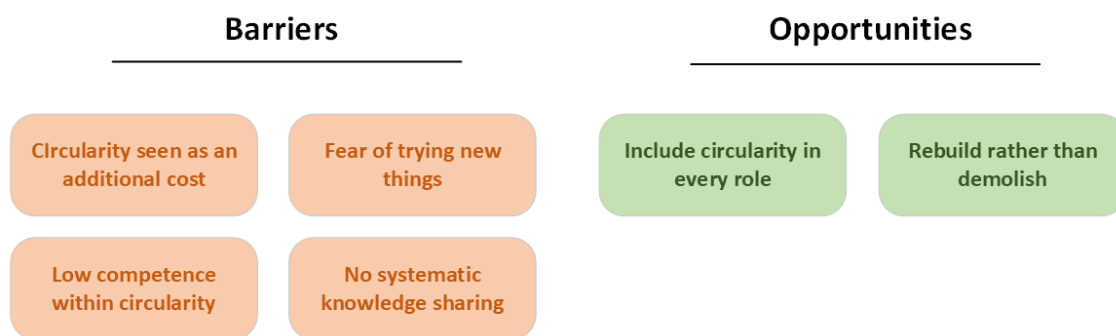 Barriers
Opportunities
CIrcularity seen as an
additional cost
Fear of trying new
things
Include circularity in
every role
Rebuild rather than
demolish
Low competence
within circularity
No systematic
knowledge sharing